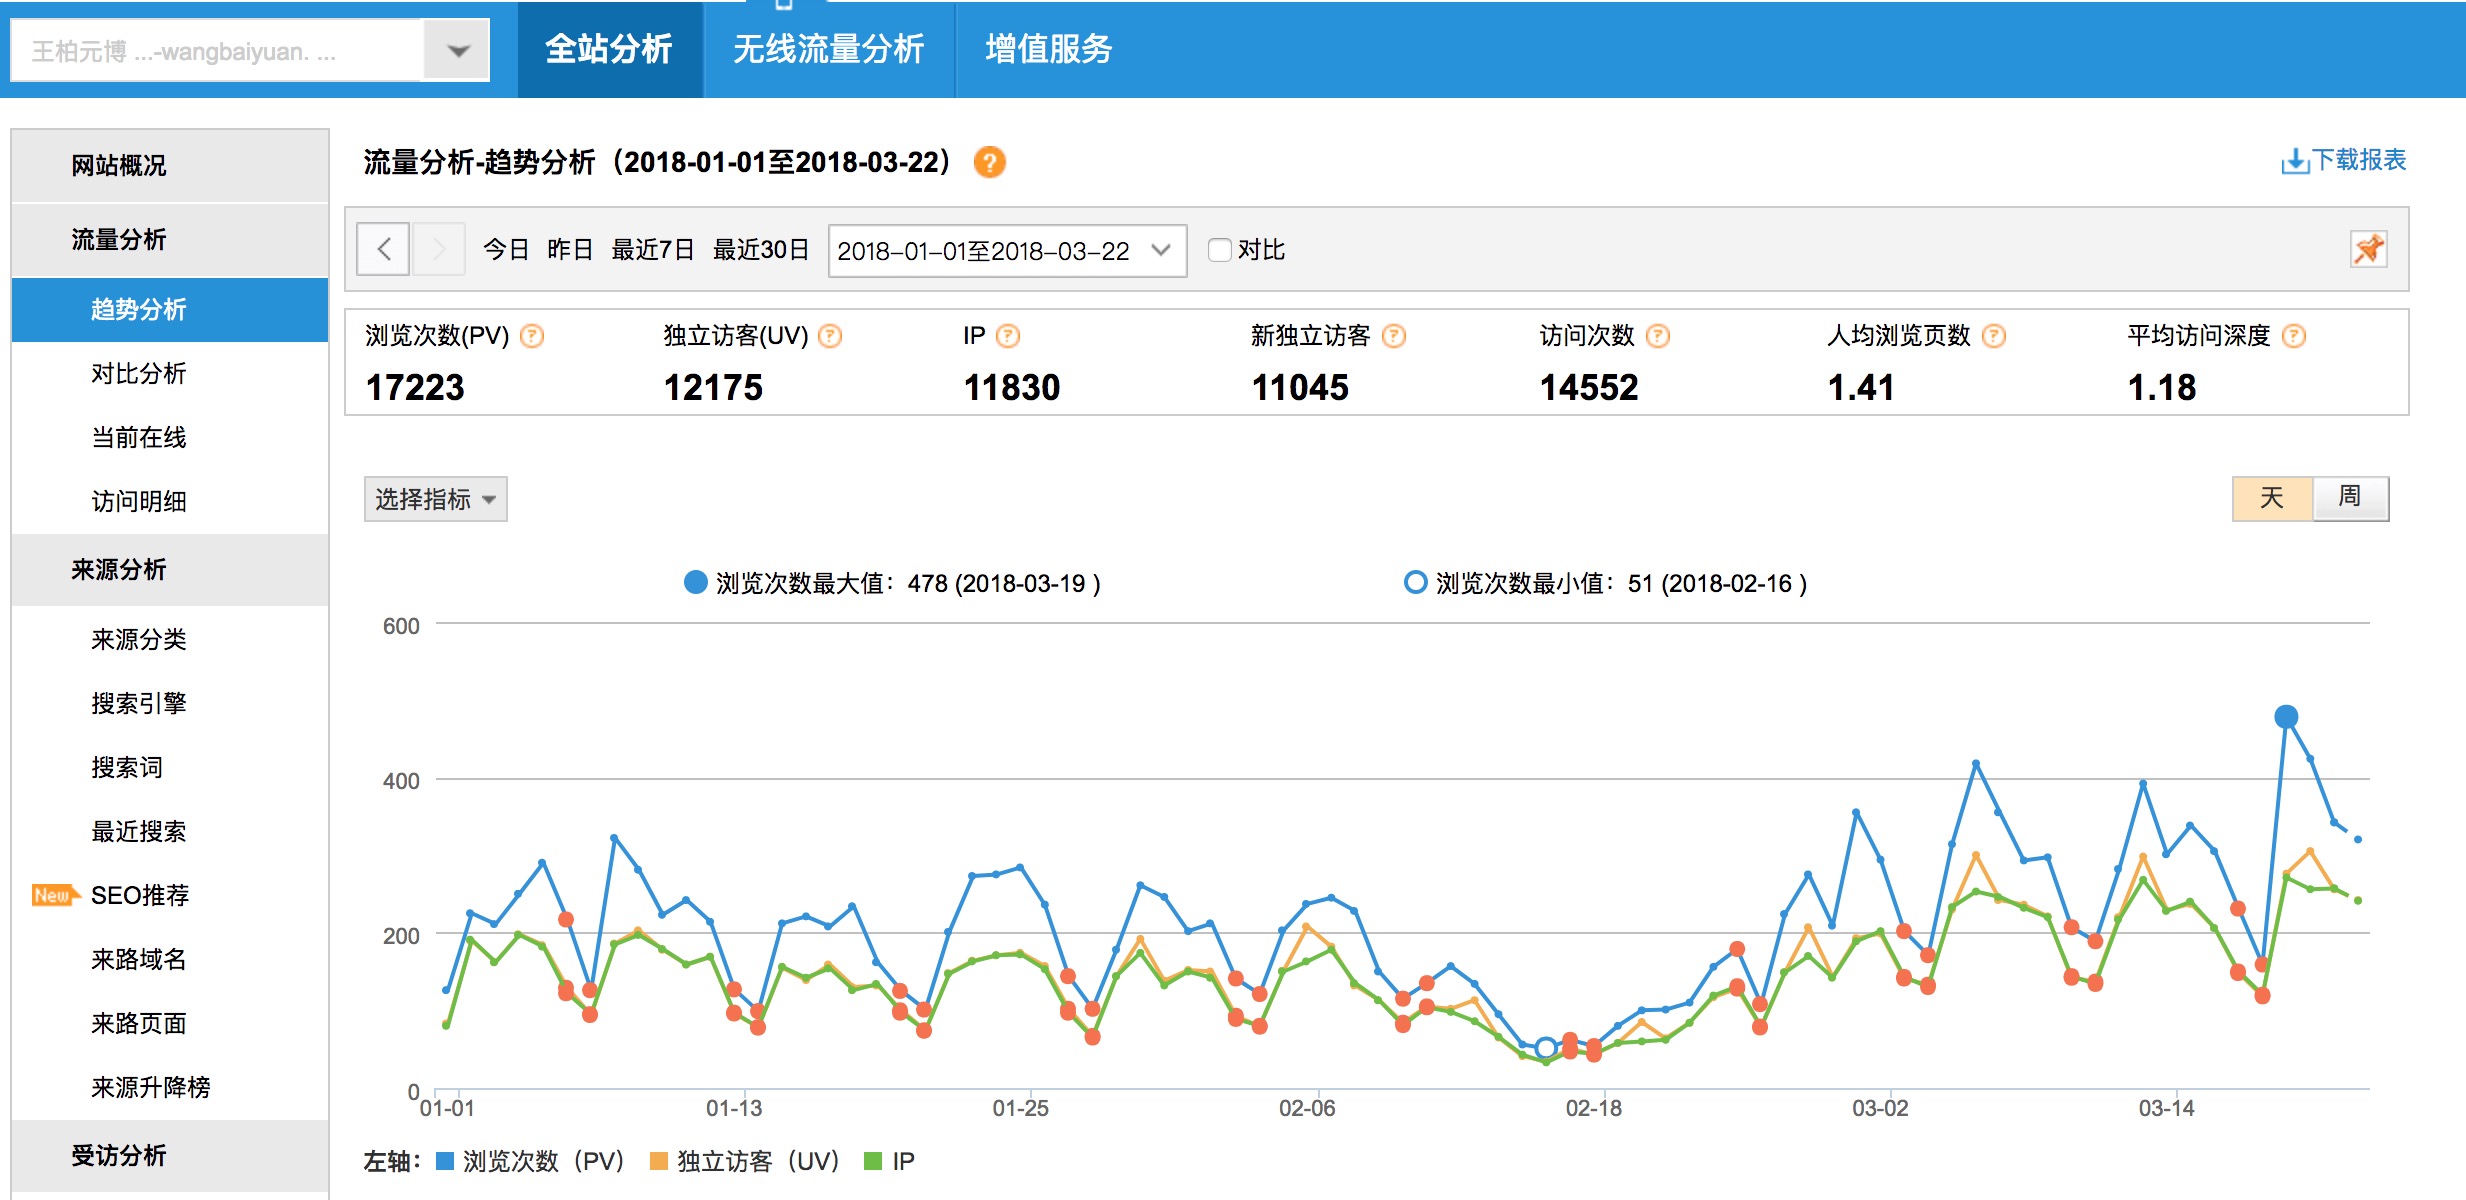 王柏元博 ...-wangbaiyuan. ...
全站分析 无线流量分析 增值服务
网站概况
流量分析
趋势分析
对比分析
当前在线
访问明细
来源分析
来源分类
搜索引擎
搜索词
最近搜索
New SEO推荐
来路域名
来路页面
来源升降榜
受访分析
流量分析-趋势分析（2018-01-01至2018-03-22） ?
下载报表
今日 昨日 最近7日 最近30日 2018-01-01至2018-03-22 对比
浏览次数(PV) ? 独立访客(UV) ? IP ? 新独立访客 ? 访问次数 ? 人均浏览页数 ? 平均访问深度 ?
17223 12175 11830 11045 14552 1.41 1.18
选择指标
天 周
浏览次数最大值：478 (2018-03-19 ) 浏览次数最小值：51 (2018-02-16 )
600
400
200
0
01-01 01-13 01-25 02-06 02-18 03-02 03-14
左轴： 浏览次数（PV） 独立访客（UV） IP